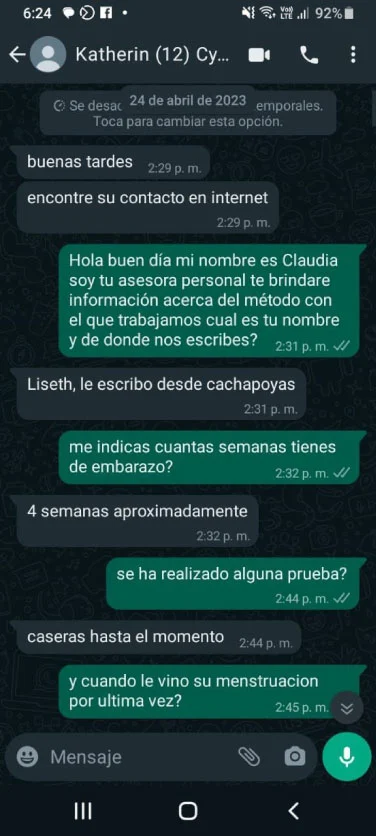 6:24
Vo))
LTE
92%
Katherin (12) Cy...
24 de abril de 2023
Se desac emporales.
Toca para cambiar esta opción.
buenas tardes 2:29 p. m.
encontre su contacto en internet
2:29 p. m.
Hola buen día mi nombre es Claudia
soy tu asesora personal te brindare
información acerca del método con
el que trabajamos cual es tu nombre
y de donde nos escribes? 2:31 p. m.
Liseth, le escribo desde cachapoyas
2:31 p. m.
me indicas cuantas semanas tienes
de embarazo? 2:32 p. m.
4 semanas aproximadamente
2:32 p. m.
se ha realizado alguna prueba?
2:44 p. m.
caseras hasta el momento 2:44 p. m.
y cuando le vino su menstruacion
por ultima vez? 2:45 p. m.
Mensaje